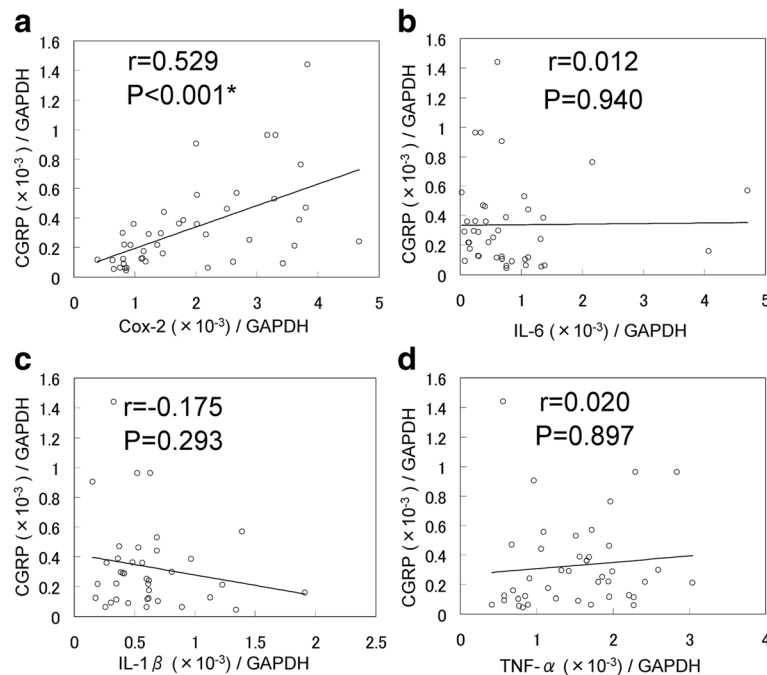 a
r=0.529
P<0.001*
CGRP (×10⁻³) / GAPDH
1.6
1.4
1.2
1
0.8
0.6
0.4
0.2
0
0 1 2 3 4 5
Cox-2 (×10⁻³) / GAPDH
b
r=0.012
P=0.940
CGRP (×10⁻³) / GAPDH
1.6
1.4
1.2
1
0.8
0.6
0.4
0.2
0
0 1 2 3 4 5
IL-6 (×10⁻³) / GAPDH
c
r=-0.175
P=0.293
CGRP (×10⁻³) / GAPDH
1.6
1.4
1.2
1
0.8
0.6
0.4
0.2
0
0 0.5 1 1.5 2 2.5
IL-1β (×10⁻³) / GAPDH
d
r=0.020
P=0.897
CGRP (×10⁻³) / GAPDH
1.6
1.4
1.2
1
0.8
0.6
0.4
0.2
0
0 1 2 3 4
TNF-α (×10⁻³) / GAPDH